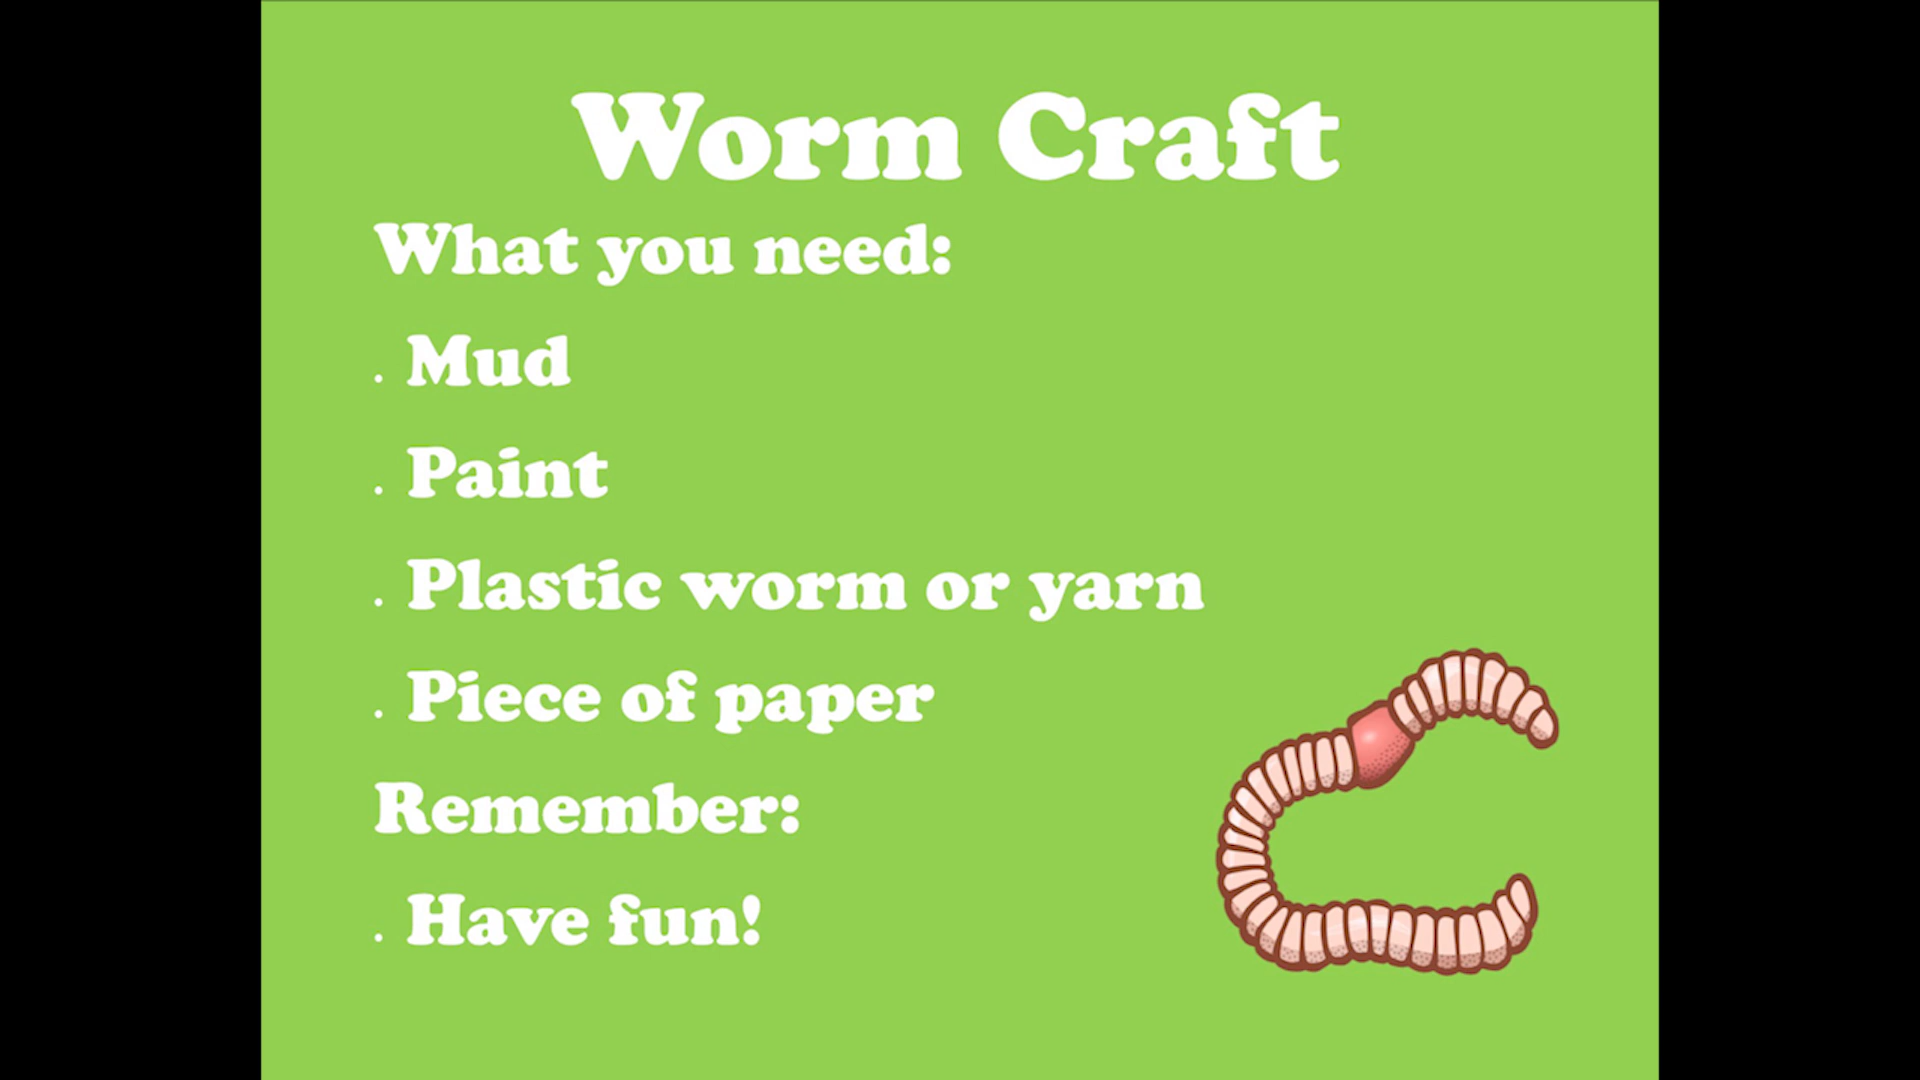 Worm Craft
What you need:
. Mud
. Paint
. Plastic worm or yarn
. Piece of paper
Remember:
. Have fun!